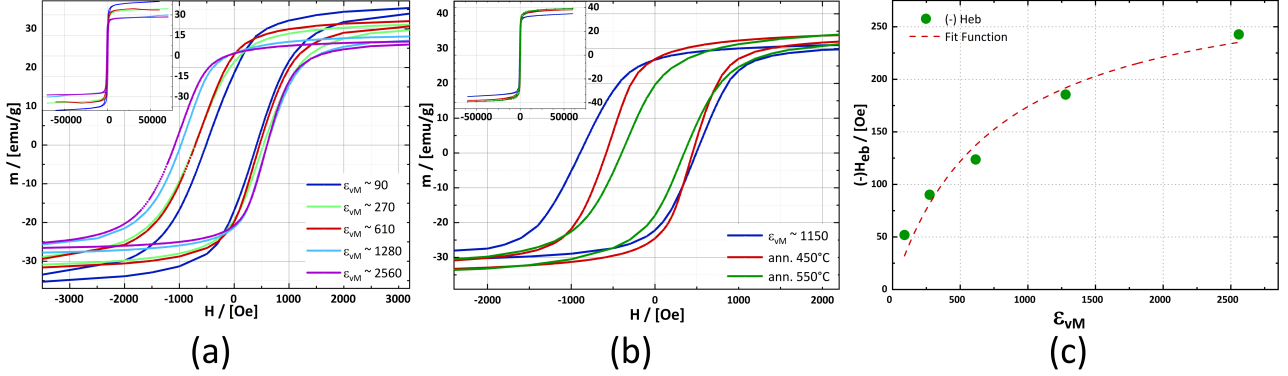 30
20
10
0
-10
-20
-30
m / [emu/g]
30
15
0
-15
-30
-50000 0 50000
ε_vM ~ 90
ε_vM ~ 270
ε_vM ~ 610
ε_vM ~ 1280
ε_vM ~ 2560
-3000 -2000 -1000 0 1000 2000 3000
H / [Oe]
(a)
30
20
10
0
-10
-20
-30
m / [emu/g]
40
20
0
-20
-40
-50000 0 50000
ε_vM ~ 1150
ann. 450°C
ann. 550°C
-2000 -1000 0 1000 2000
H / [Oe]
(b)
250
200
150
100
50
0
(-)H_eb / [Oe]
(-) Heb
Fit Function
0 500 1000 1500 2000 2500
ε_vM
(c)